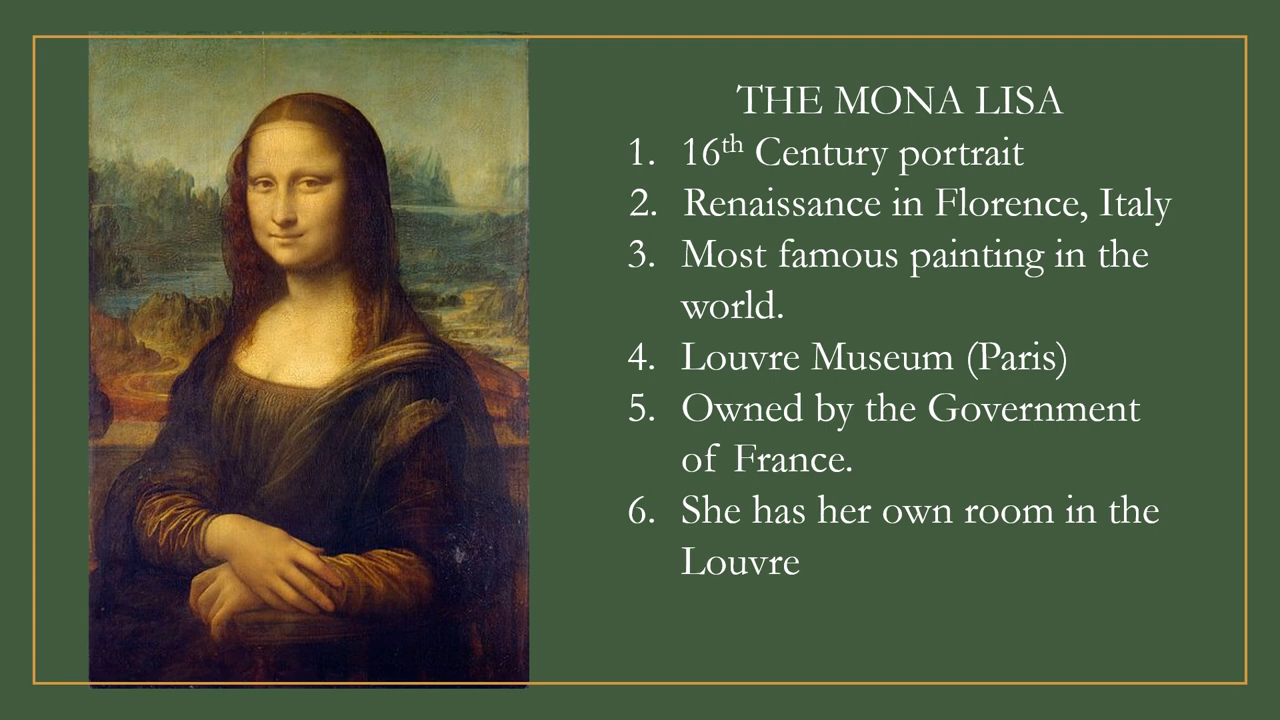 THE MONA LISA
1. 16th Century portrait
2. Renaissance in Florence, Italy
3. Most famous painting in the
world.
4. Louvre Museum (Paris)
5. Owned by the Government
of France.
6. She has her own room in the
Louvre